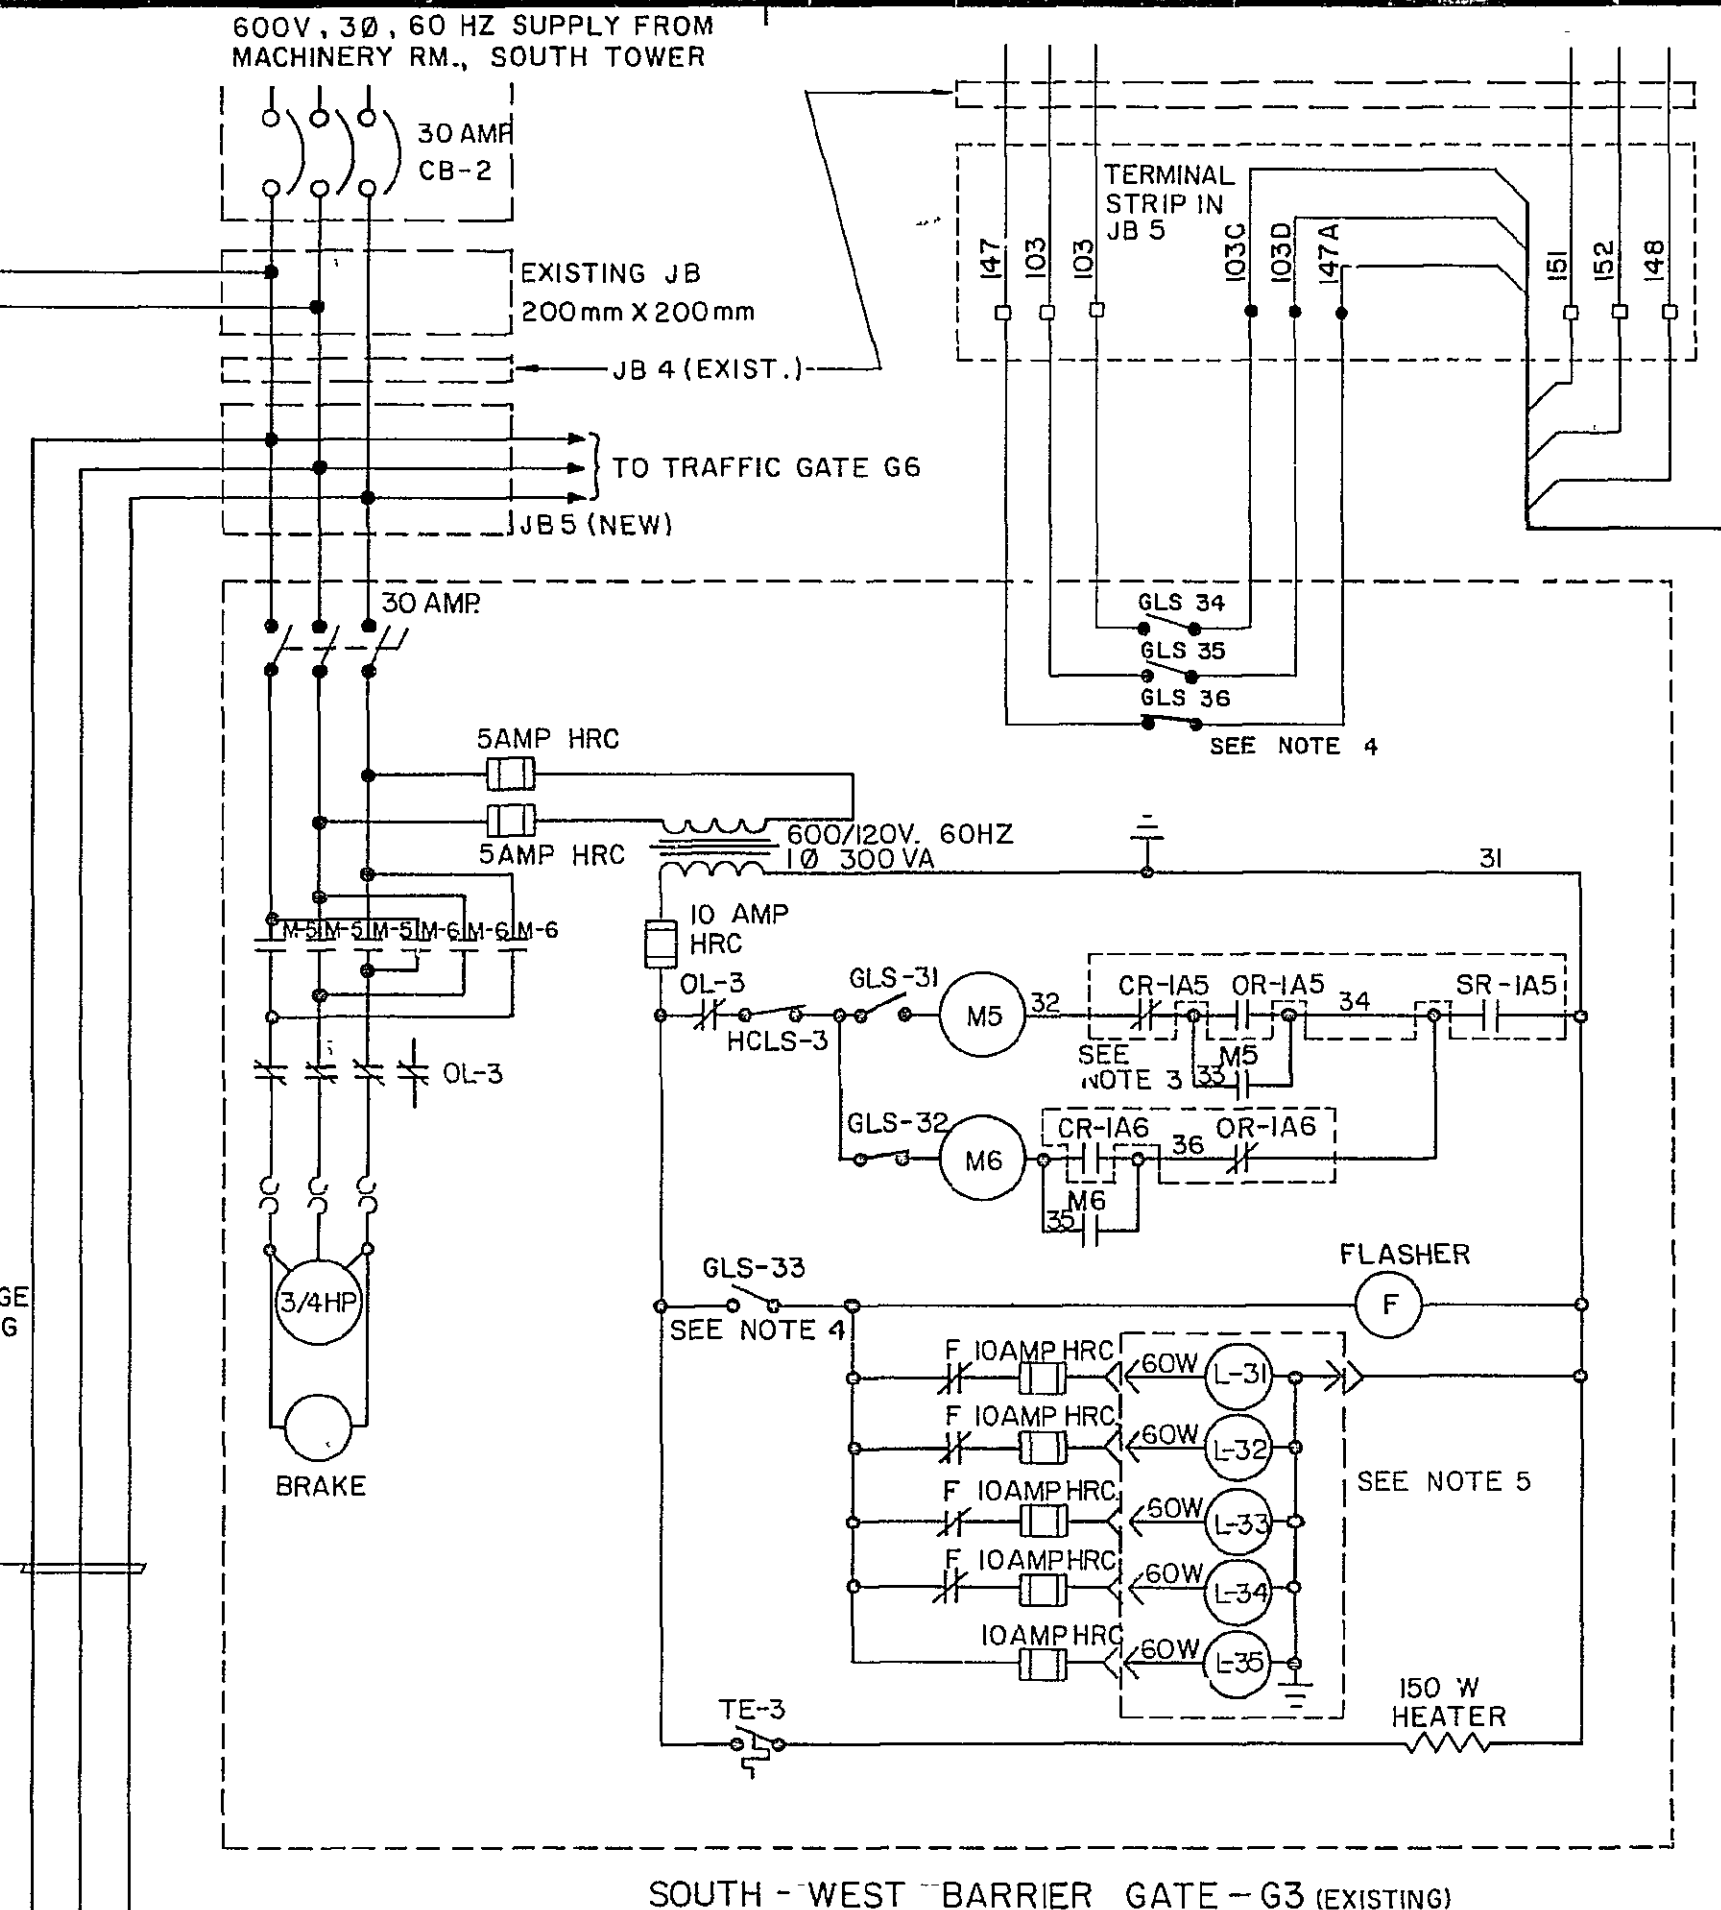 600V, 3Ø, 60 HZ SUPPLY FROM
MACHINERY RM., SOUTH TOWER
30 AMP
CB-2
TERMINAL
STRIP IN
JB 5
147
103
103
103C
103D
147A
151
152
148
EXISTING JB
200mm X 200mm
JB 4 (EXIST.)
TO TRAFFIC GATE G6
JB5 (NEW)
30 AMP.
GLS 34
GLS 35
GLS 36
SEE NOTE 4
5AMP HRC
5AMP HRC
600/120V. 60HZ
1Ø 300VA
31
10 AMP
HRC
M-5 M-5 M-5 M-6 M-6 M-6
OL-3
GLS-31
HCLS-3
M5
32
CR-1A5
OR-1A5
34
SR-1A5
SEE
NOTE 3
M5
33
OL-3
GLS-32
M6
CR-1A6
36
OR-1A6
M6
35
GLS-33
SEE NOTE 4
FLASHER
F
3/4HP
GE
G
F 10AMP HRC 60W L-31
F 10AMP HRC 60W L-32
F 10AMP HRC 60W L-33
F 10AMP HRC 60W L-34
10AMP HRC 60W L-35
SEE NOTE 5
BRAKE
TE-3
150 W
HEATER
SOUTH - WEST BARRIER GATE - G3 (EXISTING)